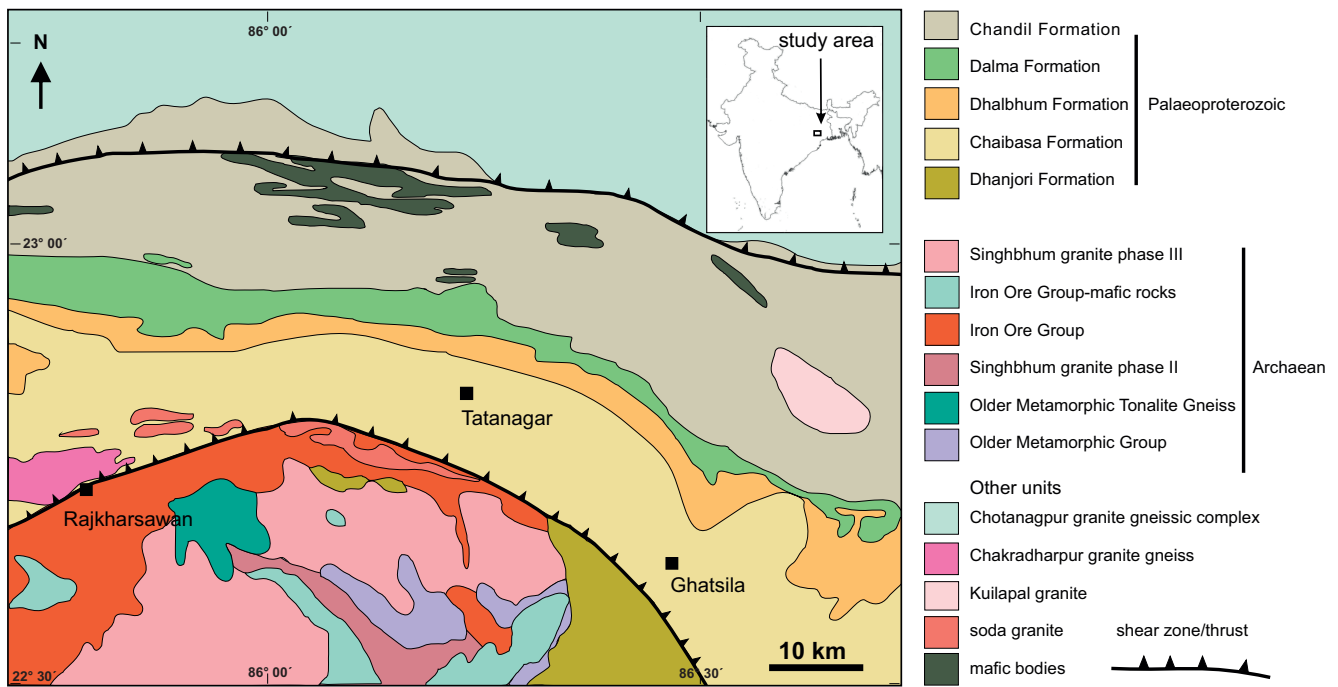 86° 00´
N
study area
23° 00´
Tatanagar
Rajkharsawan
Ghatsila
10 km
22° 30´
86° 00´
86° 30´
Chandil Formation
Dalma Formation
Dhalbhum Formation
Palaeoproterozoic
Chaibasa Formation
Dhanjori Formation
Singhbhum granite phase III
Iron Ore Group-mafic rocks
Iron Ore Group
Singhbhum granite phase II
Archaean
Older Metamorphic Tonalite Gneiss
Older Metamorphic Group
Other units
Chotanagpur granite gneissic complex
Chakradharpur granite gneiss
Kuilapal granite
soda granite
shear zone/thrust
mafic bodies